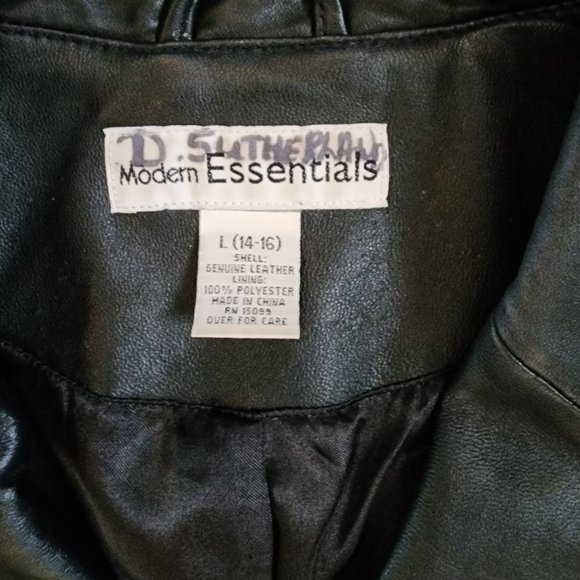 D. SUTHERLAND
Modern Essentials
L (14-16)
SHELL:
GENUINE LEATHER
LINING:
100% POLYESTER
MADE IN CHINA
RN 15099
OVER FOR CARE